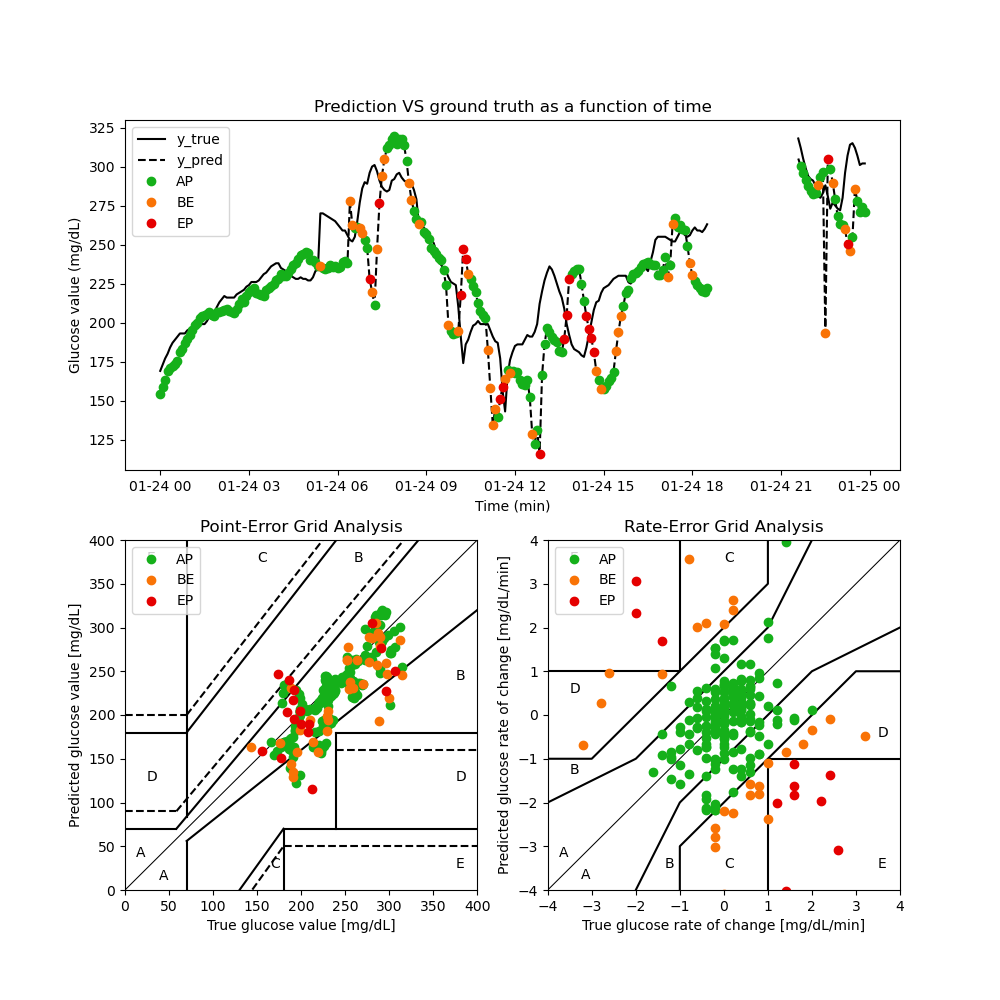 Prediction VS ground truth as a function of time
Glucose value (mg/dL)
325
300
275
250
225
200
175
150
125
y_true
y_pred
AP
BE
EP
01-24 00 01-24 03 01-24 06 01-24 09 01-24 12 01-24 15 01-24 18 01-24 21 01-25 00
Time (min)
Point-Error Grid Analysis
Predicted glucose value [mg/dL]
400
350
300
250
200
150
100
50
0
AP
BE
EP
C
B
B
D
D
A
A
C
E
0 50 100 150 200 250 300 350 400
True glucose value [mg/dL]
Rate-Error Grid Analysis
Predicted glucose rate of change [mg/dL/min]
4
3
2
1
0
−1
−2
−3
−4
AP
BE
EP
C
D
D
B
A
A
B
C
E
−4 −3 −2 −1 0 1 2 3 4
True glucose rate of change [mg/dL/min]